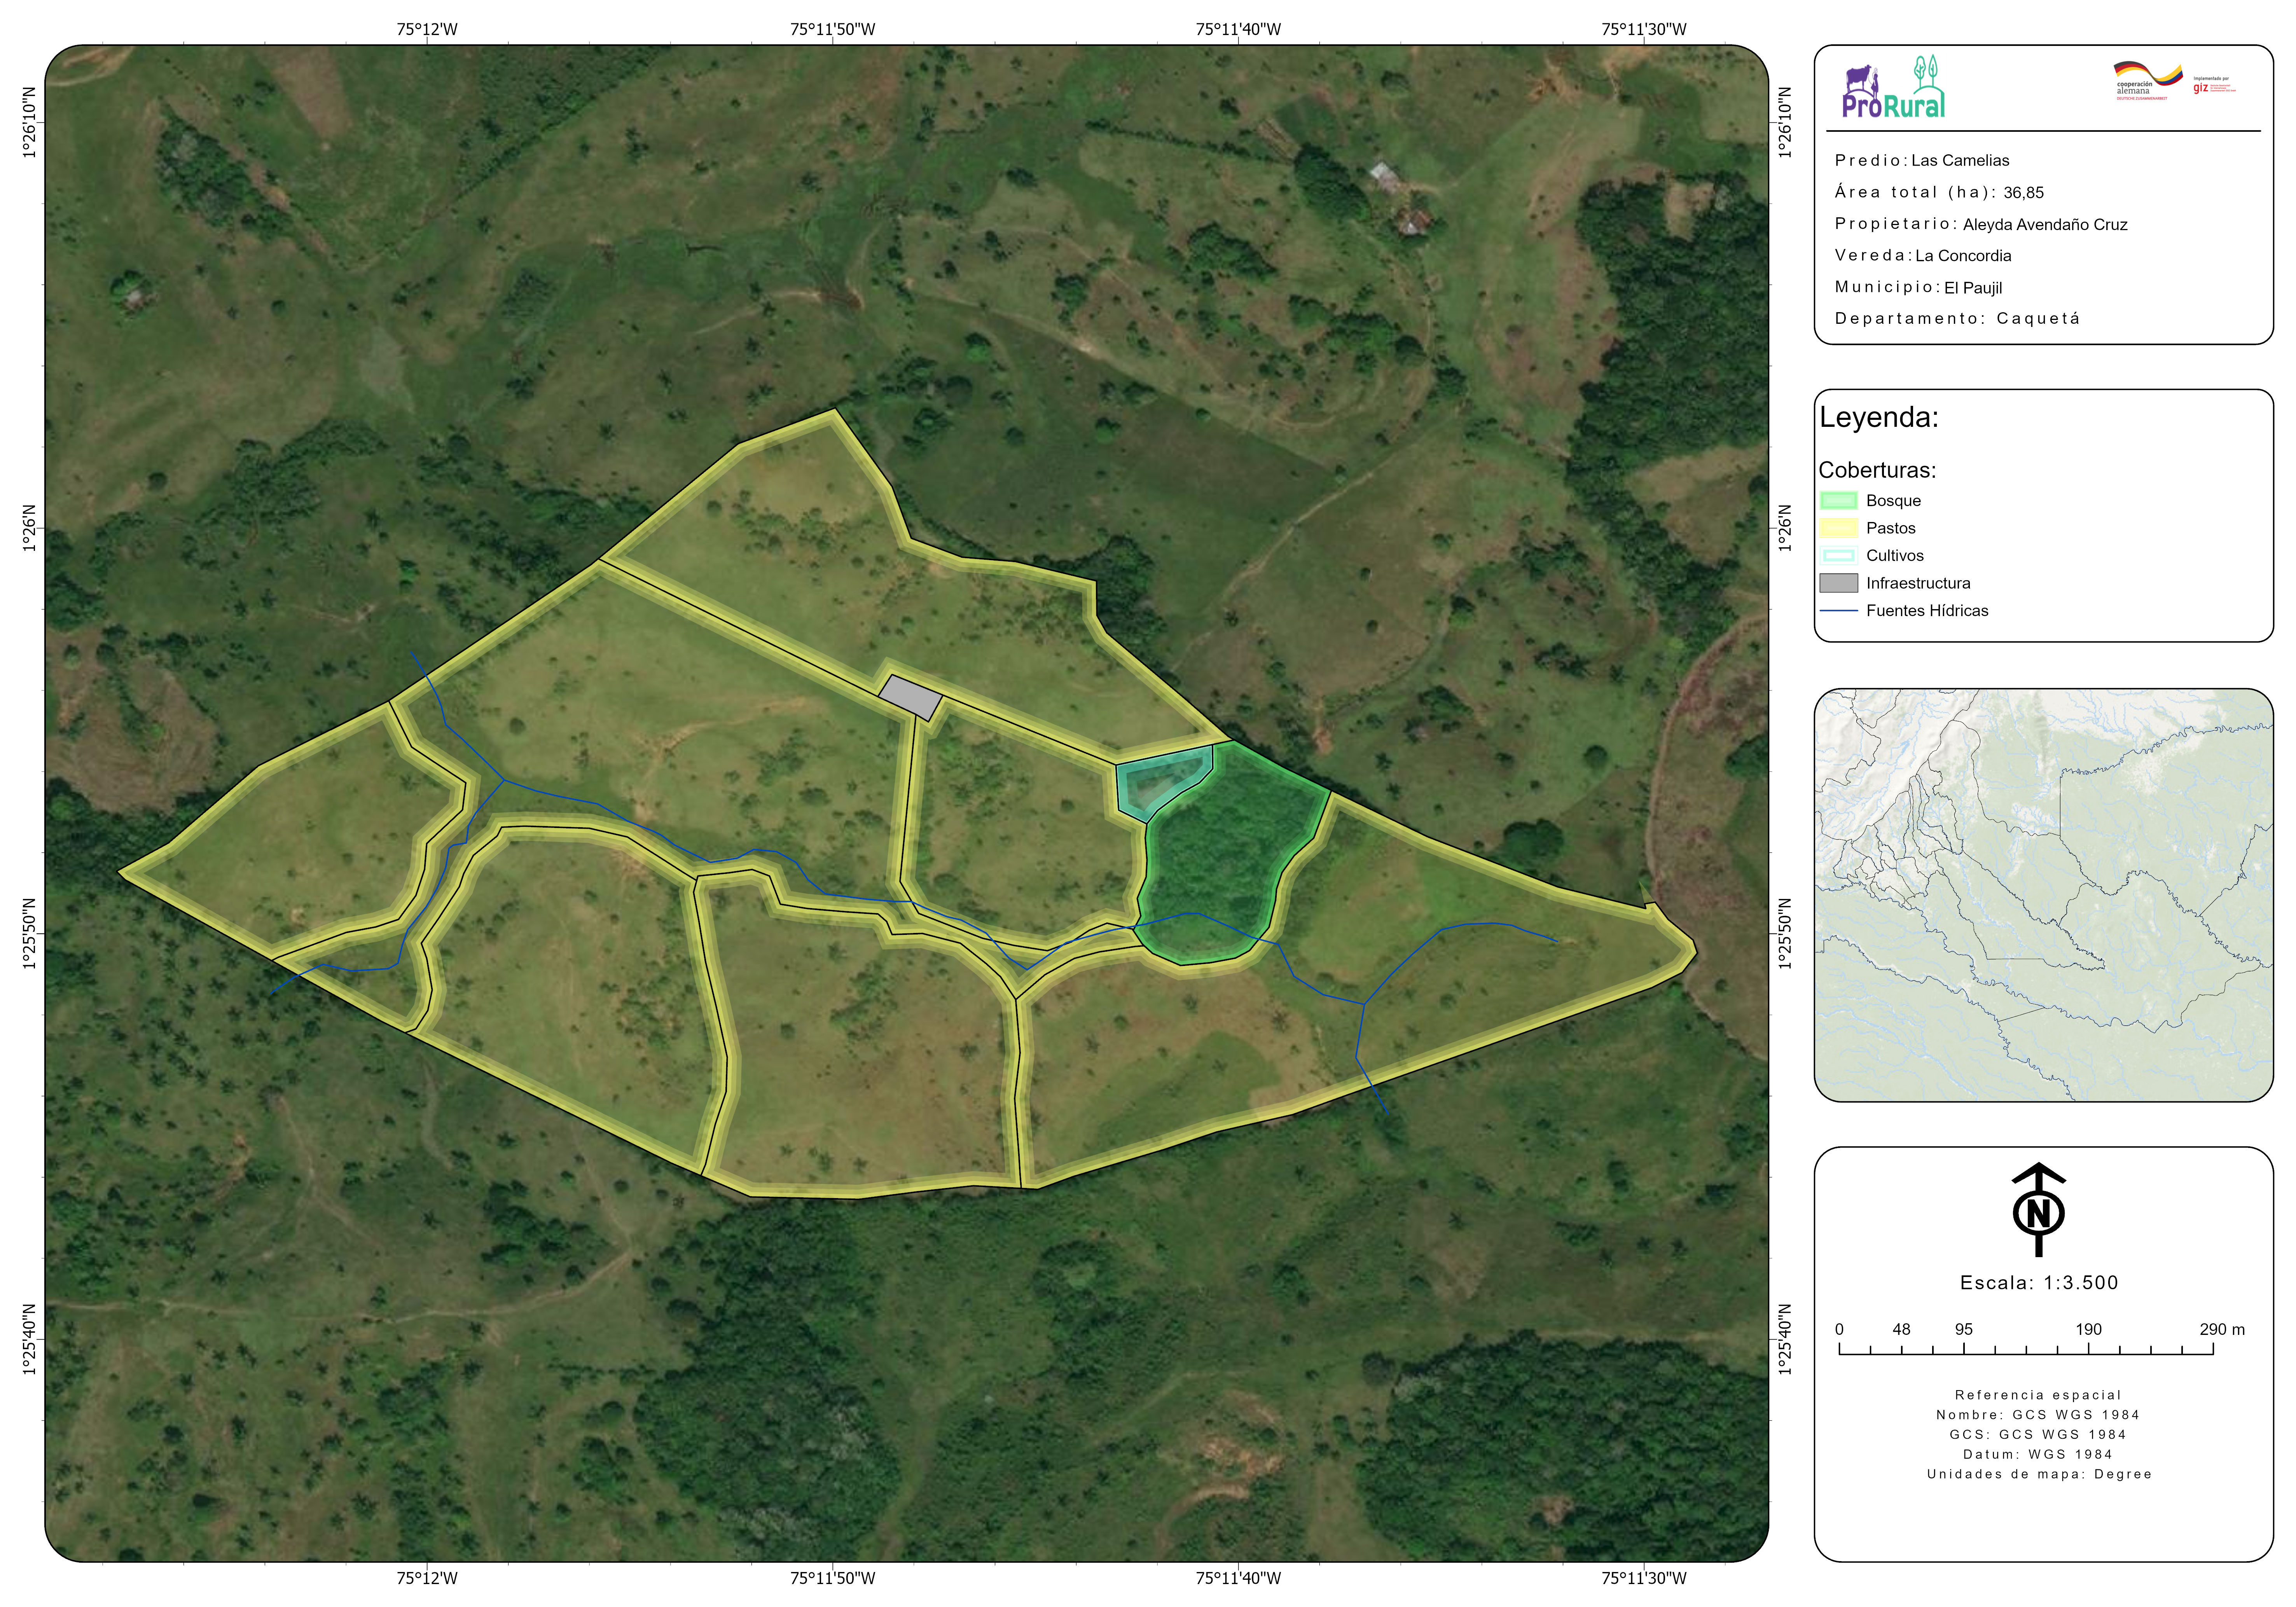 75°12'W
75°11'50"W
75°11'40"W
75°11'30"W
1°26'10"N
1°26'N
1°25'50"N
1°25'40"N
1°26'10"N
1°26'N
1°25'50"N
1°25'40"N
75°12'W
75°11'50"W
75°11'40"W
75°11'30"W
ProRural
cooperación
alemana
DEUTSCHE ZUSAMMENARBEIT
Implementada por
giz
Predio: Las Camelias
Área total (ha): 36,85
Propietario: Aleyda Avendaño Cruz
Vereda: La Concordia
Municipio: El Paujil
Departamento: Caquetá
Leyenda:
Coberturas:
Bosque
Pastos
Cultivos
Infraestructura
Fuentes Hídricas
N
Escala: 1:3.500
0 48 95 190 290 m
Referencia espacial
Nombre: GCS WGS 1984
GCS: GCS WGS 1984
Datum: WGS 1984
Unidades de mapa: Degree